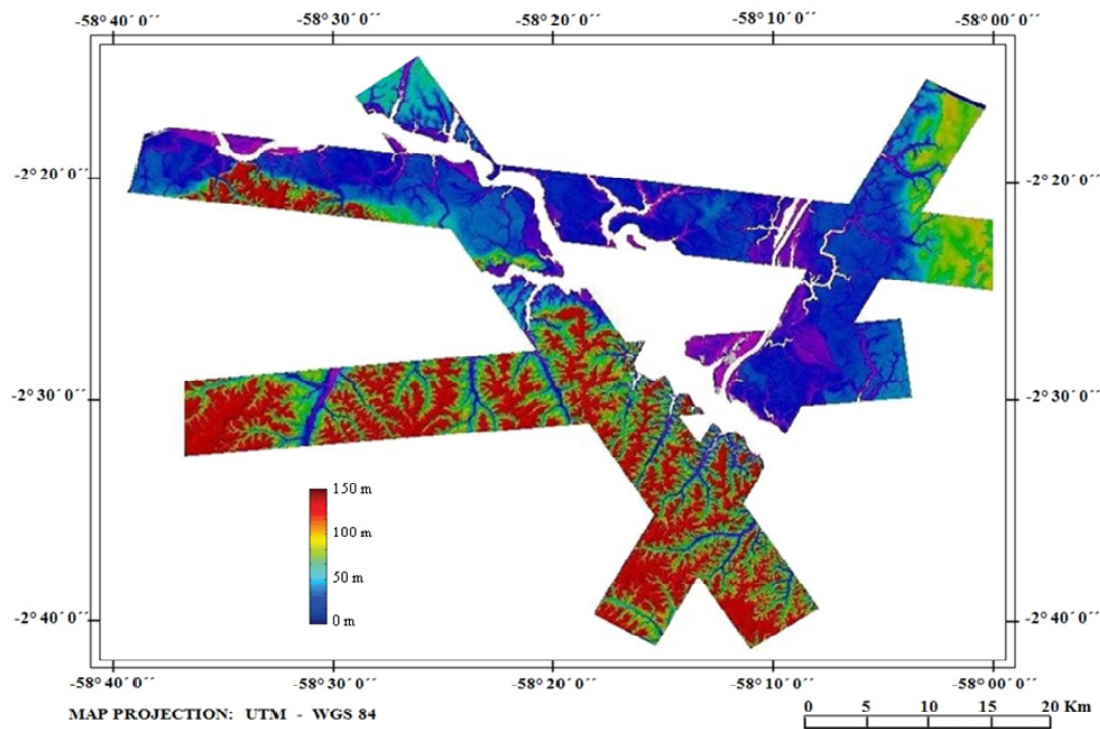 -58° 40´ 0´´ -58° 30´ 0´´ -58° 20´ 0´´ -58° 10´ 0´´ -58° 00´ 0´´
-2° 20´ 0´´ -2° 20´ 0´´
-2° 30´ 0´´ -2° 30´ 0´´
150 m
100 m
50 m
0 m
-2° 40´ 0´´ -2° 40´ 0´´
-58° 40´ 0´´ -58° 30´ 0´´ -58° 20´ 0´´ -58° 10´ 0´´ -58° 00´ 0´´
MAP PROJECTION: UTM - WGS 84
0 5 10 15 20 Km